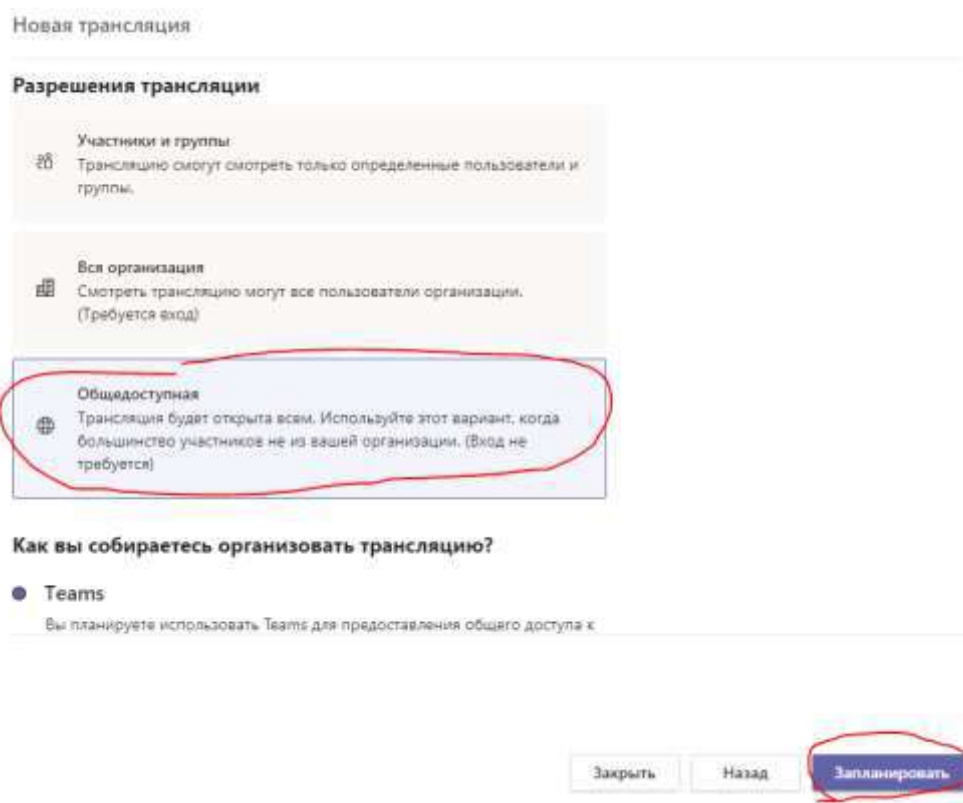 Новая трансляция
Разрешения трансляции
Участники и группы
Трансляцию смогут смотреть только определенные пользователи и
группы.
Вся организация
Смотреть трансляцию могут все пользователи организации.
(Требуется вход)
Общедоступная
Трансляция будет открыта всем. Используйте этот вариант, когда
большинство участников не из вашей организации. (Вход не
требуется)
Как вы собираетесь организовать трансляцию?
Teams
Вы планируете использовать Teams для предоставления общего доступа к
Закрыть Назад Запланировать